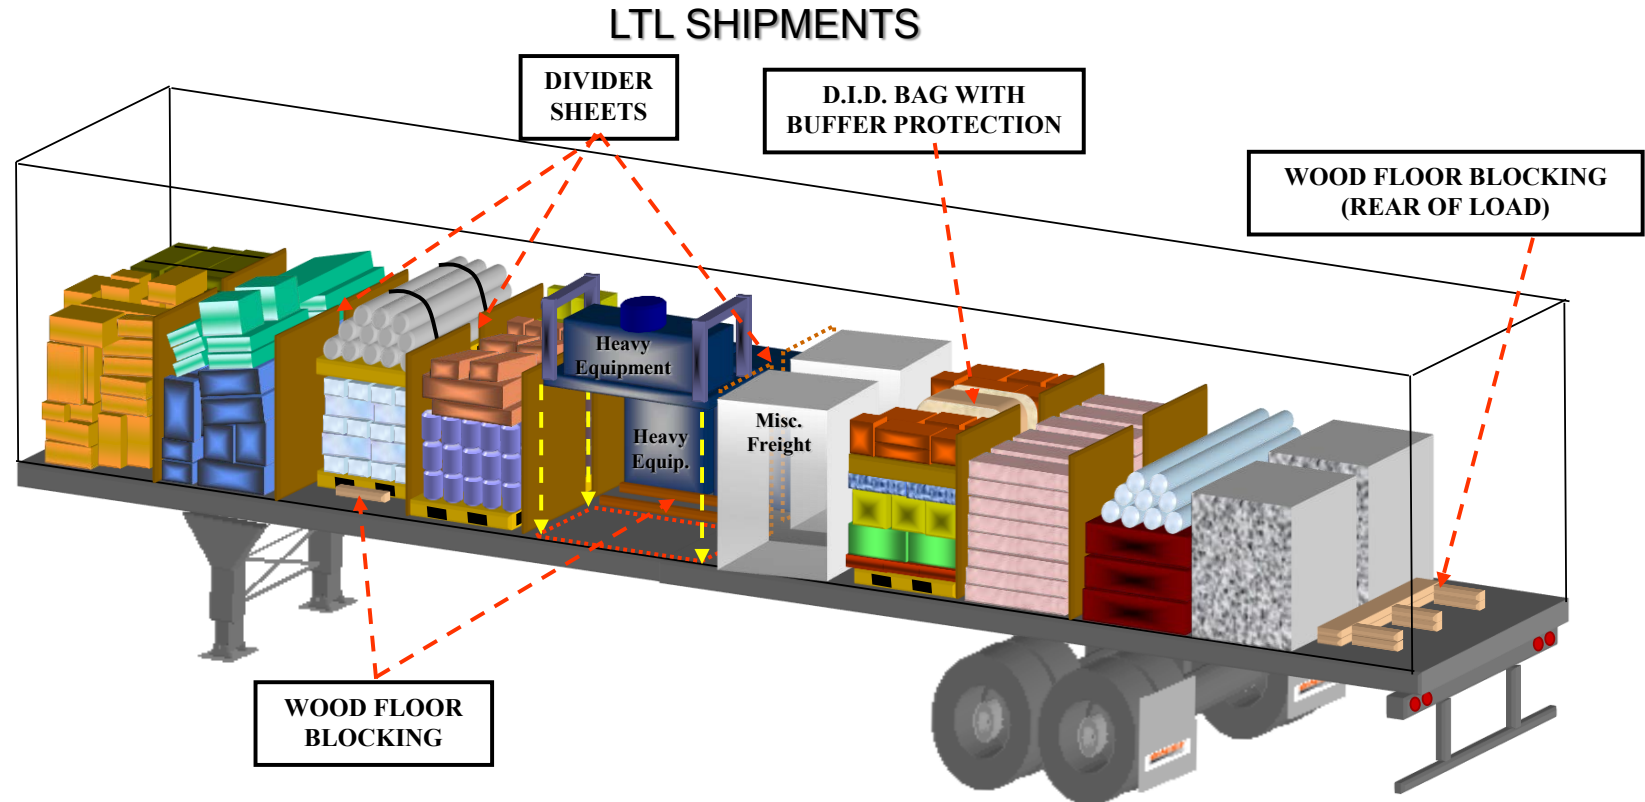 LTL SHIPMENTS
DIVIDER
SHEETS
D.I.D. BAG WITH
BUFFER PROTECTION
WOOD FLOOR BLOCKING
(REAR OF LOAD)
Heavy
Equipment
Heavy
Equip.
Misc.
Freight
WOOD FLOOR
BLOCKING